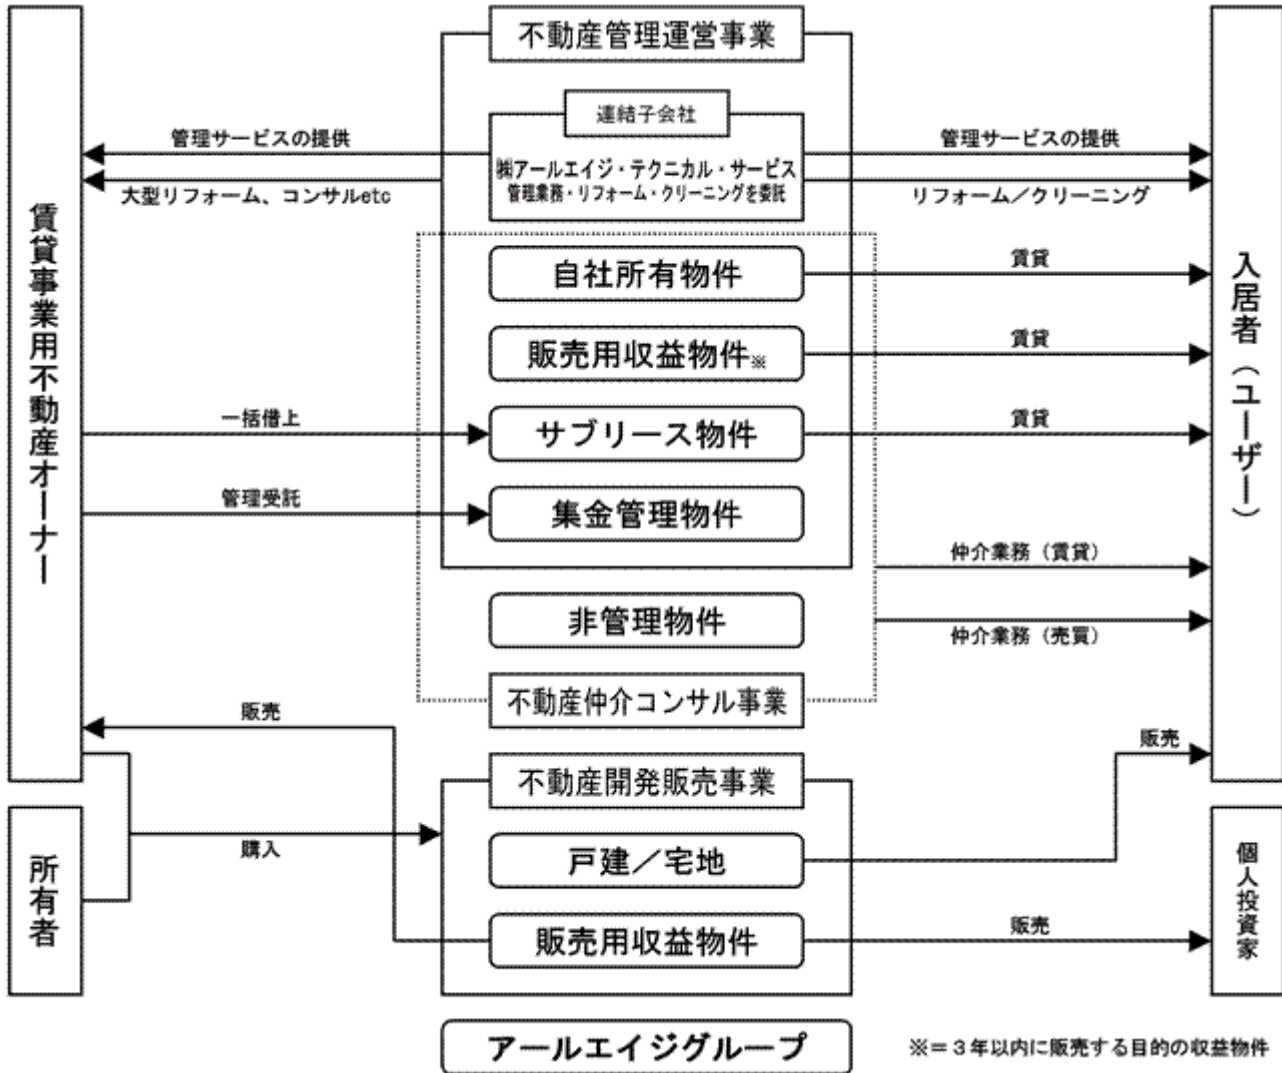 不動産管理運営事業
連結子会社
管理サービスの提供
㈱アールエイジ・テクニカル・サービス
管理業務・リフォーム・クリーニングを委託
管理サービスの提供
大型リフォーム、コンサルetc
リフォーム／クリーニング
賃貸事業用不動産オーナー
入居者（ユーザー）
自社所有物件
賃貸
販売用収益物件※
賃貸
一括借上
サブリース物件
賃貸
管理受託
集金管理物件
仲介業務（賃貸）
非管理物件
仲介業務（売買）
不動産仲介コンサル事業
販売
販売
不動産開発販売事業
購入
戸建／宅地
所有者
個人投資家
販売用収益物件
販売
アールエイジグループ
※＝３年以内に販売する目的の収益物件